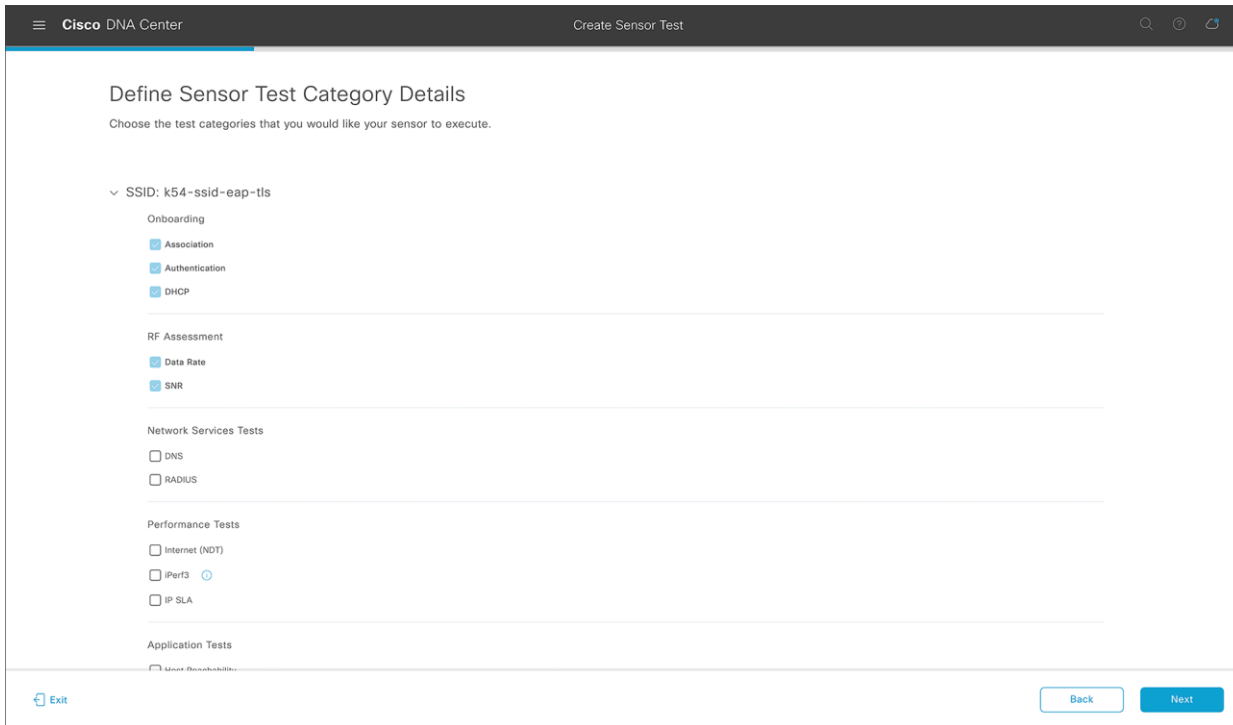 Cisco DNA Center
Create Sensor Test
Define Sensor Test Category Details
Choose the test categories that you would like your sensor to execute.
SSID: k54-ssid-eap-tls
Onboarding
Association
Authentication
DHCP
RF Assessment
Data Rate
SNR
Network Services Tests
DNS
RADIUS
Performance Tests
Internet (NDT)
iPerf3
IP SLA
Application Tests
Host Reachability
Exit
Back
Next